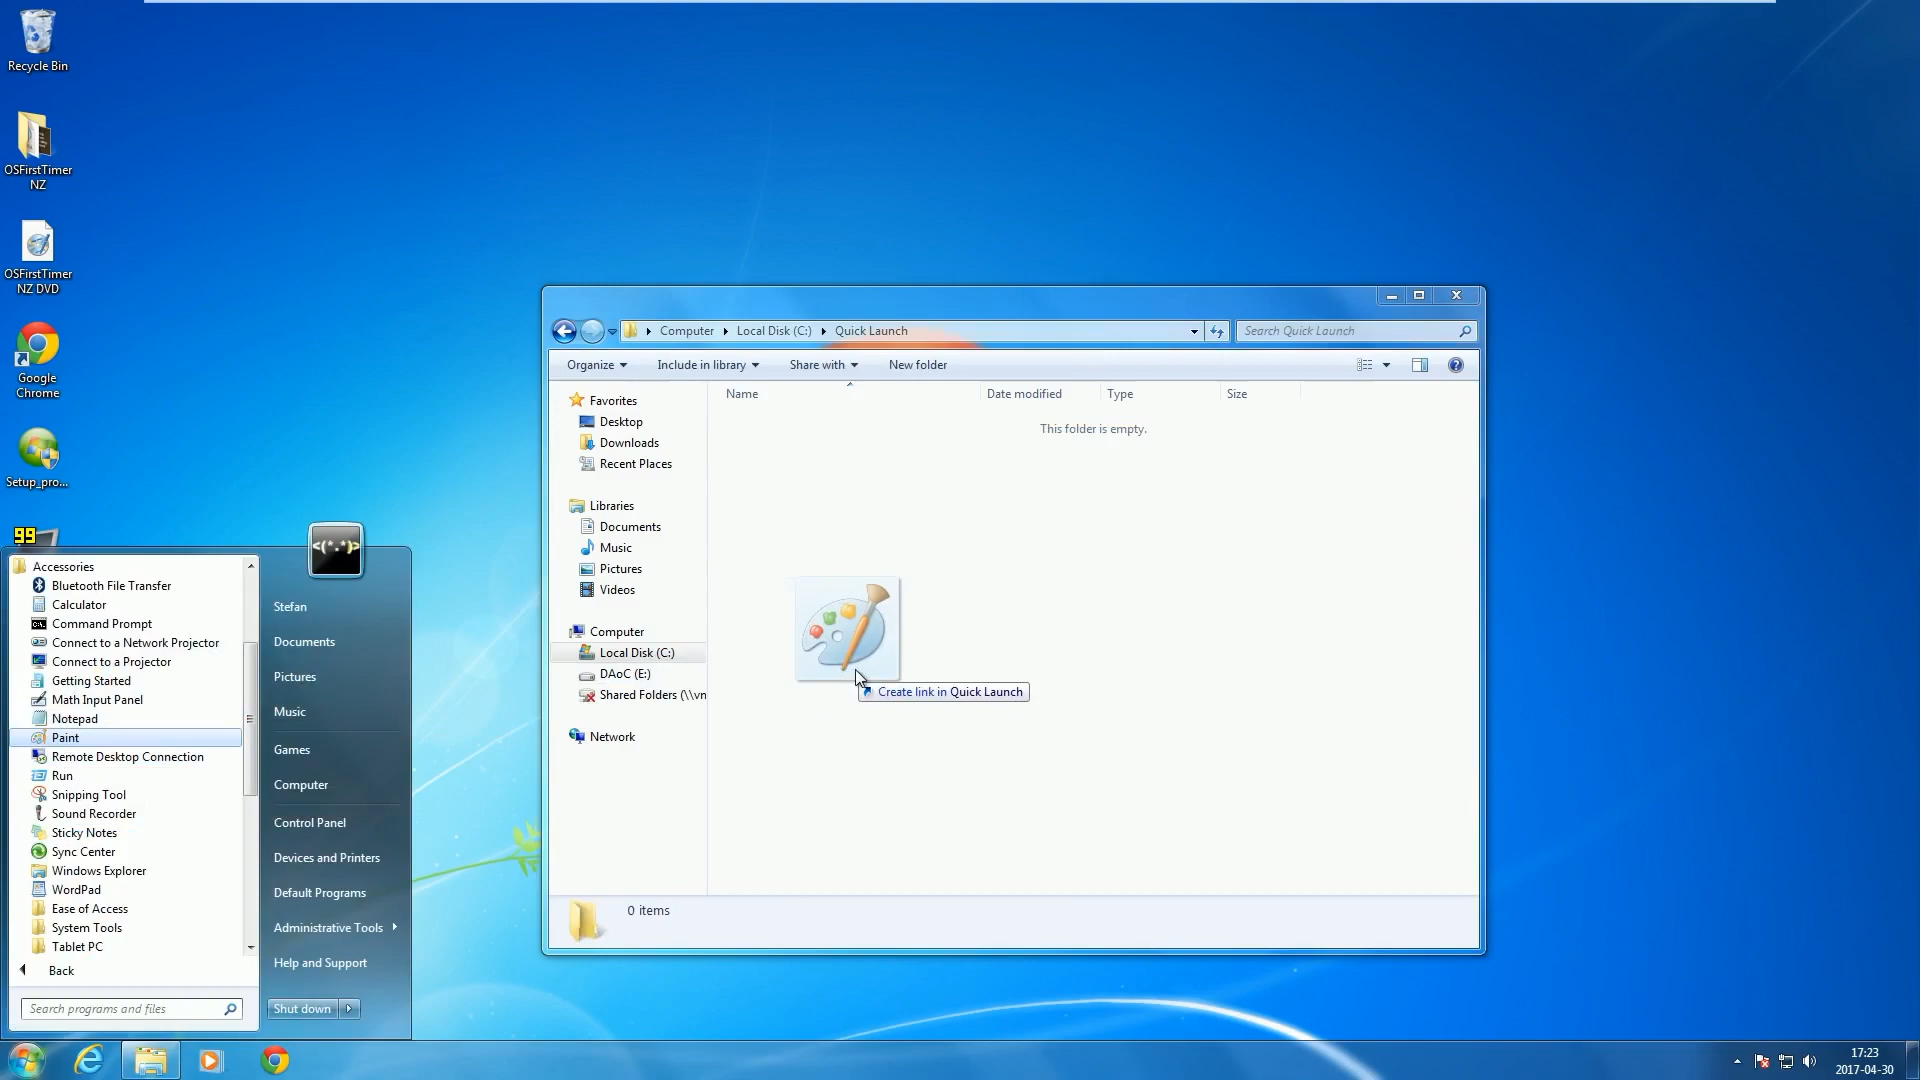 Recycle Bin
OSFirstTimer
NZ
OSFirstTimer
NZ DVD
Google
Chrome
Setup_pro...
99
Computer
Local Disk (C:)
Quick Launch
Search Quick Launch
Organize
Include in library
Share with
New folder
Name
Date modified
Type
Size
This folder is empty.
Favorites
Desktop
Downloads
Recent Places
Libraries
Documents
Music
Pictures
Videos
Computer
Local Disk (C:)
DAoC (E:)
Shared Folders (\\vn
Network
Create link in Quick Launch
0 items
Accessories
Bluetooth File Transfer
Calculator
Command Prompt
Connect to a Network Projector
Connect to a Projector
Getting Started
Math Input Panel
Notepad
Paint
Remote Desktop Connection
Run
Snipping Tool
Sound Recorder
Sticky Notes
Sync Center
Windows Explorer
WordPad
Ease of Access
System Tools
Tablet PC
Back
Search programs and files
<(*.*)>
Stefan
Documents
Pictures
Music
Games
Computer
Control Panel
Devices and Printers
Default Programs
Administrative Tools
Help and Support
Shut down
17:23
2017-04-30